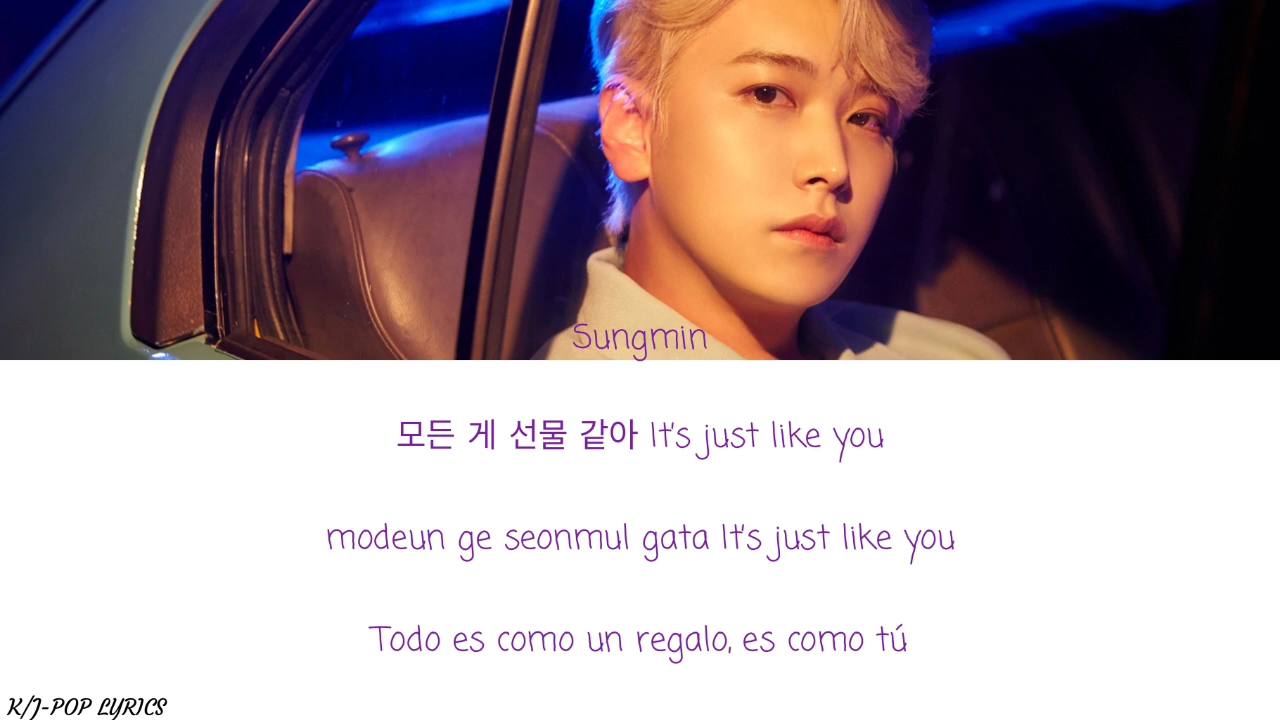 Sungmin
모든 게 선물 같아 It's just like you
modeun ge seonmul gata It's just like you
Todo es como un regalo, es como tú
K/J-POP LYRICS